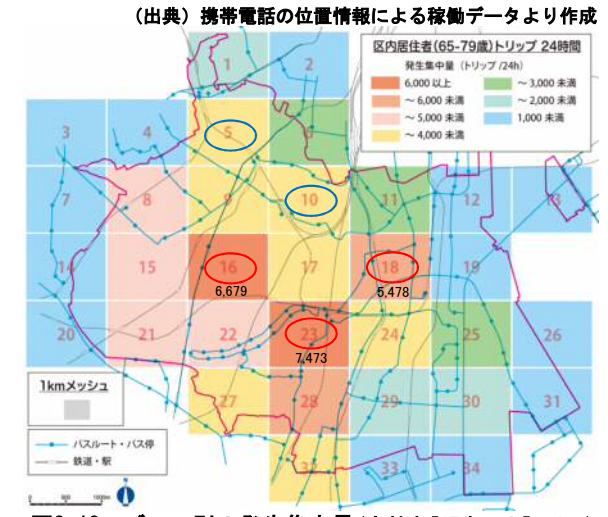 （出典）携帯電話の位置情報による稼働データより作成
区内居住者(65-79歳)トリップ 24時間
発生集中量（トリップ /24h）
6,000 以上
～ 6,000 未満
～ 5,000 未満
～ 4,000 未満
～ 3,000 未満
～ 2,000 未満
1,000 未満
1 2
3 4 5
7 8 9 10 11 12 13
14 15 16 17 18 19
6,679 5,478
20 21 22 23 24 25 26
7,473
27 28 29 30 31
32 33 34
1kmメッシュ
バスルート・バス停
鉄道・駅
0 500 1000m